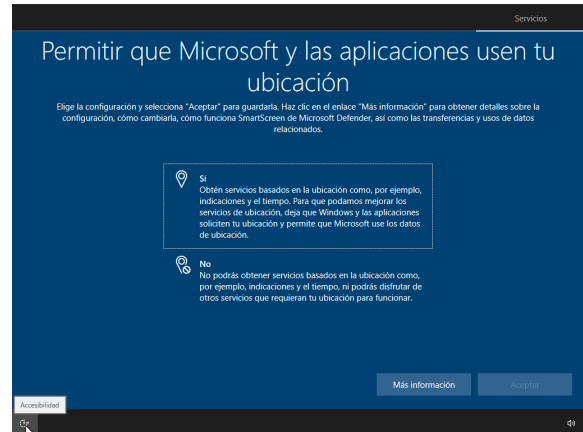 Servicios
Permitir que Microsoft y las aplicaciones usen tu
ubicación
Elige la configuración y selecciona "Aceptar" para guardarla. Haz clic en el enlace "Más información" para obtener detalles sobre la
configuración, cómo cambiarla, cómo funciona SmartScreen de Microsoft Defender, así como las transferencias y usos de datos
relacionados.
Sí
Obtén servicios basados en la ubicación como, por ejemplo,
indicaciones y el tiempo. Para que podamos mejorar los
servicios de ubicación, deja que Windows y las aplicaciones
soliciten tu ubicación y permite que Microsoft use los datos
de ubicación.
No
No podrás obtener servicios basados en la ubicación como,
por ejemplo, indicaciones y el tiempo, ni podrás disfrutar de
otros servicios que requieran tu ubicación para funcionar.
Más información
Aceptar
Accesibilidad